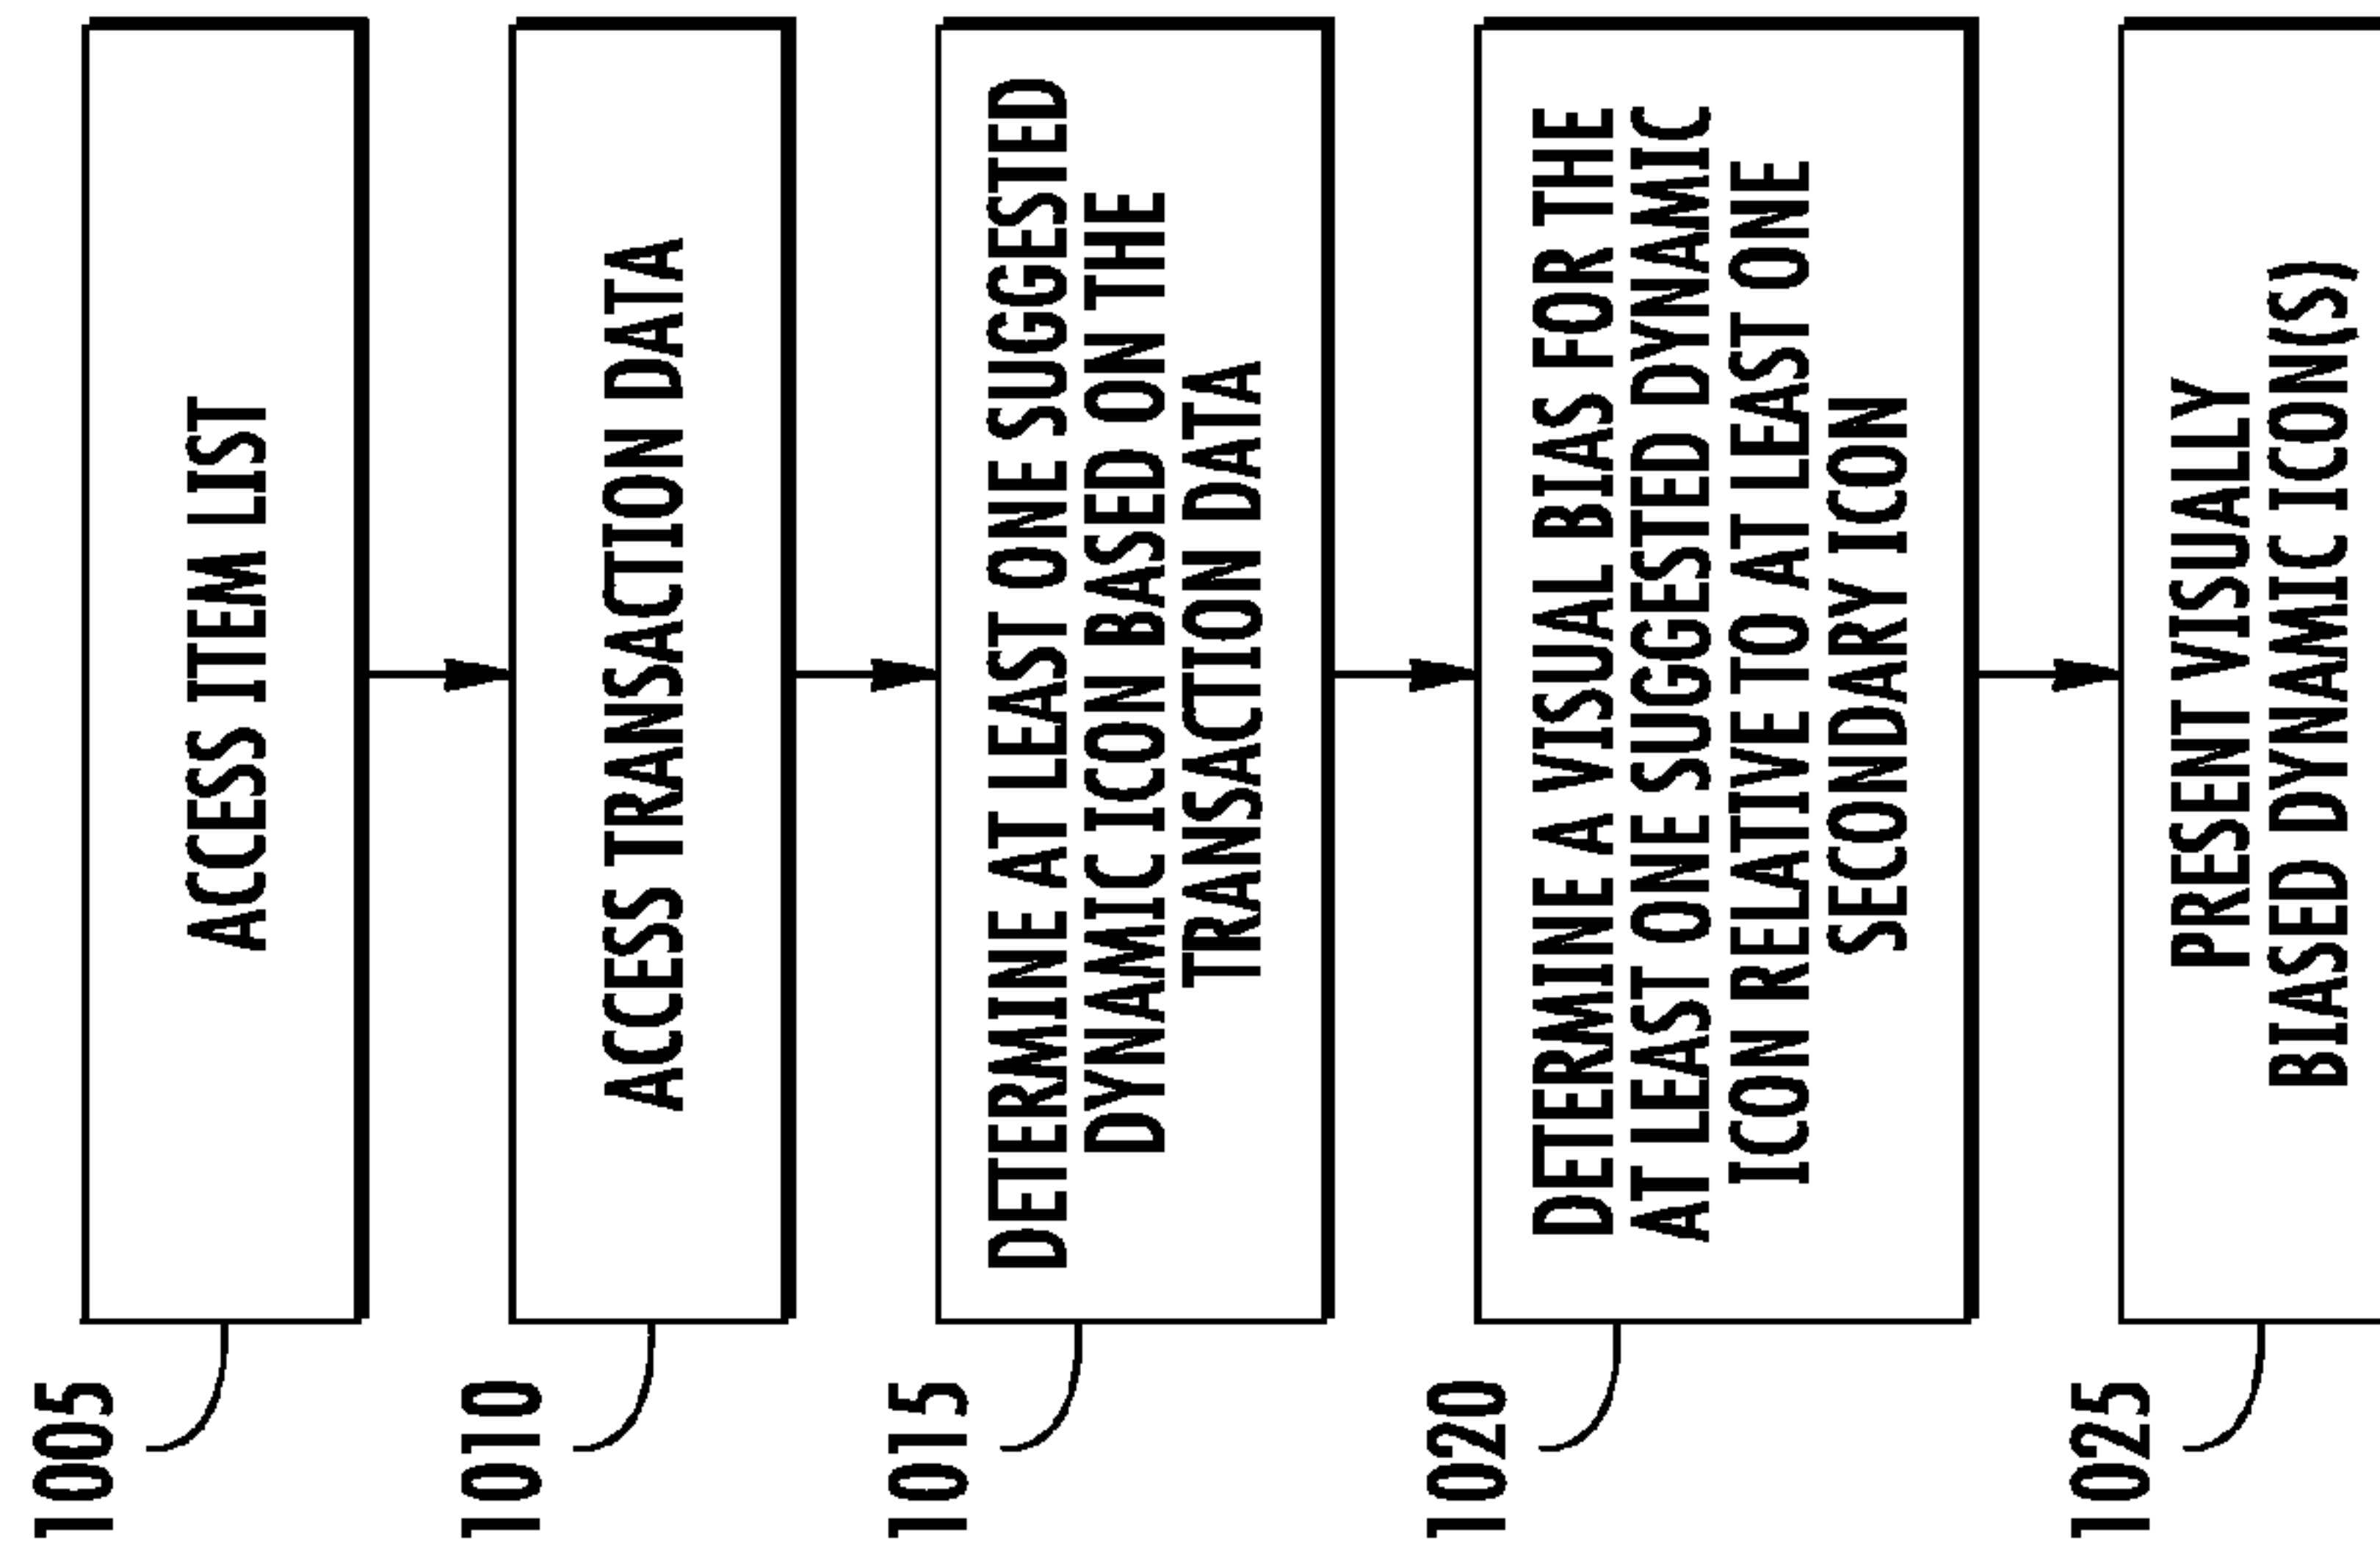 1005
ACCESS ITEM LIST
1010
ACCESS TRANSACTION DATA
1015
DETERMINE AT LEAST ONE SUGGESTED
DYNAMIC ICON BASED ON THE
TRANSACTION DATA
1020
DETERMINE A VISUAL BIAS FOR THE
AT LEAST ONE SUGGESTED DYNAMIC
ICON RELATIVE TO AT LEAST ONE
SECONDARY ICON
1025
PRESENT VISUALLY
BIASED DYNAMIC ICON(S)